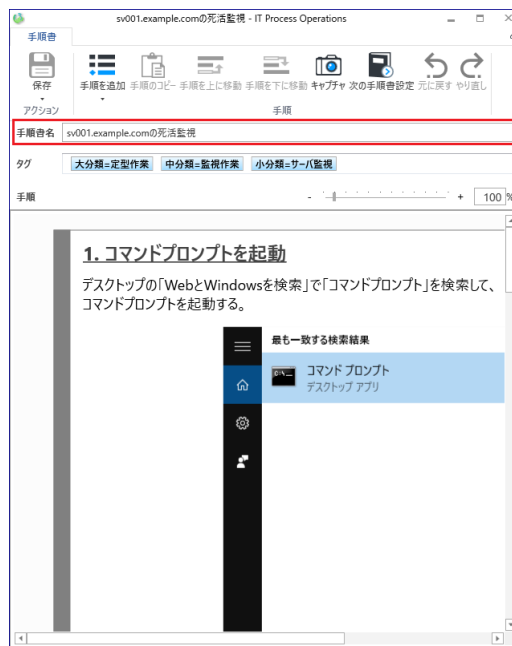 sv001.example.comの死活監視 - IT Process Operations
手順書
保存
手順を追加 手順のコピー 手順を上に移動 手順を下に移動 キャプチャ 次の手順書設定 元に戻す やり直し
アクション 手順
手順書名 sv001.example.comの死活監視
タグ 大分類=定型作業 中分類=監視作業 小分類=サーバ監視
手順 - + 100 %
1. コマンドプロンプトを起動
デスクトップの「WebとWindowsを検索」で「コマンドプロンプト」を検索して、
コマンドプロンプトを起動する。
最も一致する検索結果
コマンド プロンプト
デスクトップ アプリ